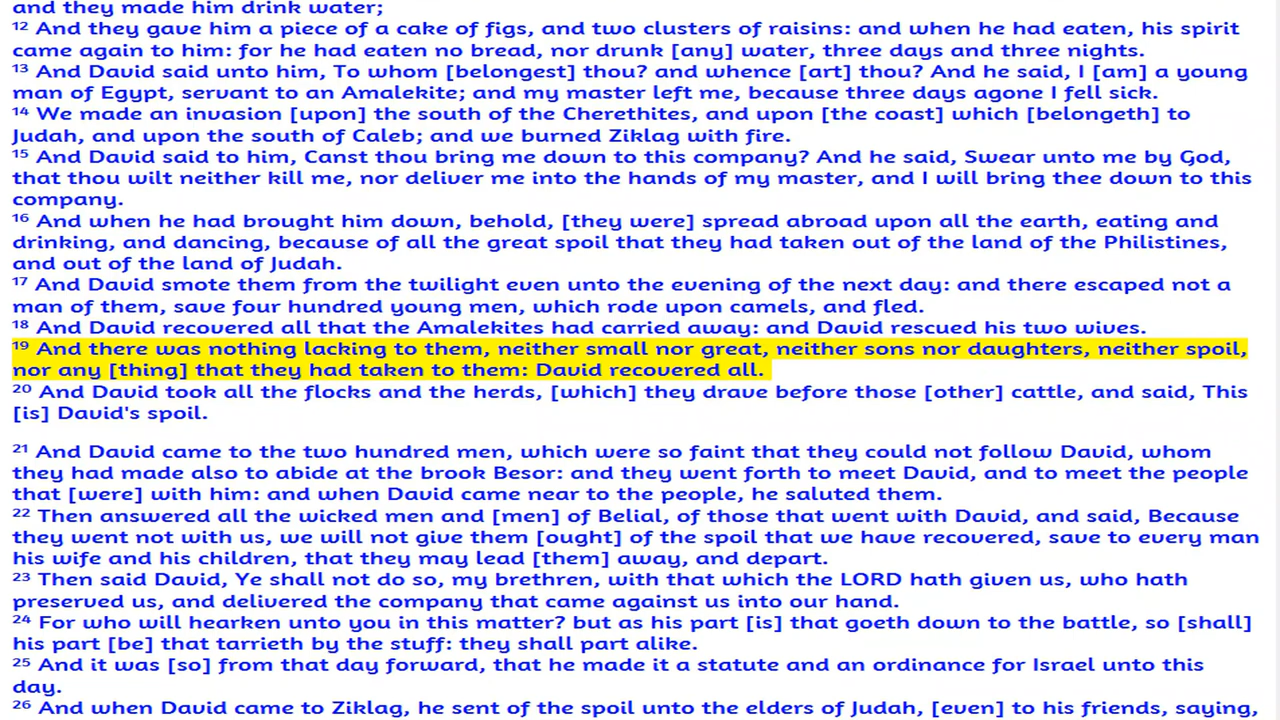 and they made him drink water;
¹² And they gave him a piece of a cake of figs, and two clusters of raisins: and when he had eaten, his spirit
came again to him: for he had eaten no bread, nor drunk [any] water, three days and three nights.
¹³ And David said unto him, To whom [belongest] thou? and whence [art] thou? And he said, I [am] a young
man of Egypt, servant to an Amalekite; and my master left me, because three days agone I fell sick.
¹⁴ We made an invasion [upon] the south of the Cherethites, and upon [the coast] which [belongeth] to
Judah, and upon the south of Caleb; and we burned Ziklag with fire.
¹⁵ And David said to him, Canst thou bring me down to this company? And he said, Swear unto me by God,
that thou wilt neither kill me, nor deliver me into the hands of my master, and I will bring thee down to this
company.
¹⁶ And when he had brought him down, behold, [they were] spread abroad upon all the earth, eating and
drinking, and dancing, because of all the great spoil that they had taken out of the land of the Philistines,
and out of the land of Judah.
¹⁷ And David smote them from the twilight even unto the evening of the next day: and there escaped not a
man of them, save four hundred young men, which rode upon camels, and fled.
¹⁸ And David recovered all that the Amalekites had carried away: and David rescued his two wives.
¹⁹ And there was nothing lacking to them, neither small nor great, neither sons nor daughters, neither spoil,
nor any [thing] that they had taken to them: David recovered all.
²⁰ And David took all the flocks and the herds, [which] they drave before those [other] cattle, and said, This
[is] David's spoil.
²¹ And David came to the two hundred men, which were so faint that they could not follow David, whom
they had made also to abide at the brook Besor: and they went forth to meet David, and to meet the people
that [were] with him: and when David came near to the people, he saluted them.
²² Then answered all the wicked men and [men] of Belial, of those that went with David, and said, Because
they went not with us, we will not give them [ought] of the spoil that we have recovered, save to every man
his wife and his children, that they may lead [them] away, and depart.
²³ Then said David, Ye shall not do so, my brethren, with that which the LORD hath given us, who hath
preserved us, and delivered the company that came against us into our hand.
²⁴ For who will hearken unto you in this matter? but as his part [is] that goeth down to the battle, so [shall]
his part [be] that tarrieth by the stuff: they shall part alike.
²⁵ And it was [so] from that day forward, that he made it a statute and an ordinance for Israel unto this
day.
²⁶ And when David came to Ziklag, he sent of the spoil unto the elders of Judah, [even] to his friends, saying,